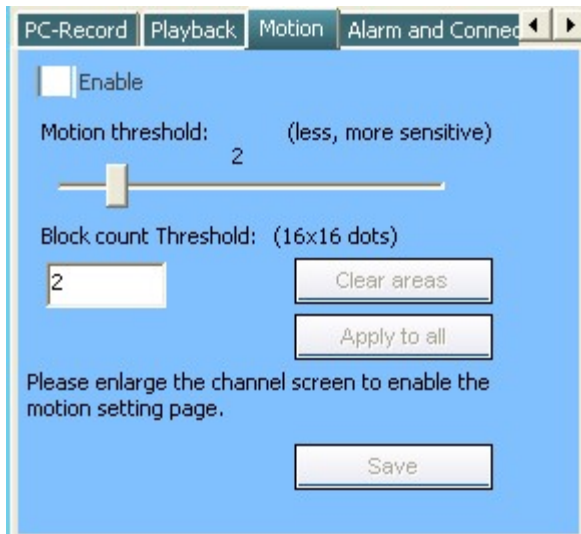 PC-Record Playback Motion Alarm and Connec
Enable
Motion threshold: (less, more sensitive)
2
Block count Threshold: (16x16 dots)
2
Clear areas
Apply to all
Please enlarge the channel screen to enable the
motion setting page.
Save